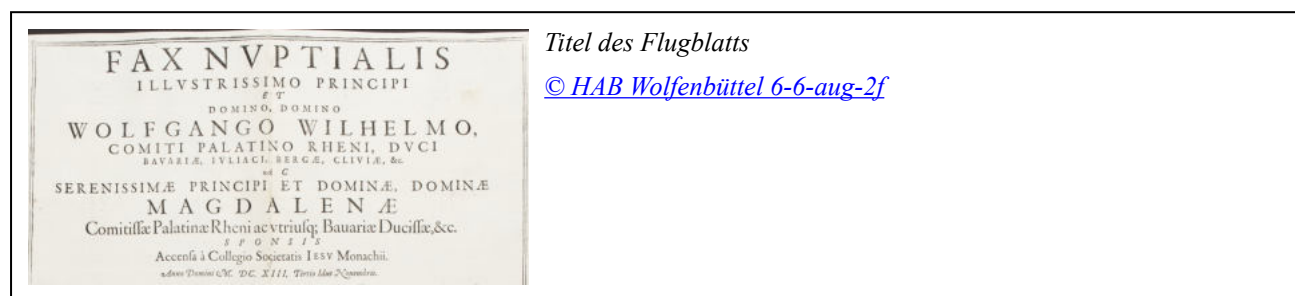 FAX NVPTIALIS
ILLVSTRISSIMO PRINCIPI
ET
DOMINO, DOMINO
WOLFGANGO WILHELMO,
COMITI PALATINO RHENI, DVCI
BAVARIÆ, IVLIACI, BERGÆ, CLIVIÆ, &c.
SERENISSIMÆ PRINCIPI ET DOMINÆ, DOMINÆ
MAGDALENÆ
Comitissæ Palatinæ Rheni ac vtriusq; Bauariæ Ducissæ, &c.
SPONSIS
Accensa à Collegio Societatis IESV Monachii.
Anno Domini M. DC. XIII. Tertio Idus Nouembris.
Titel des Flugblatts
© HAB Wolfenbüttel 6-6-aug-2f